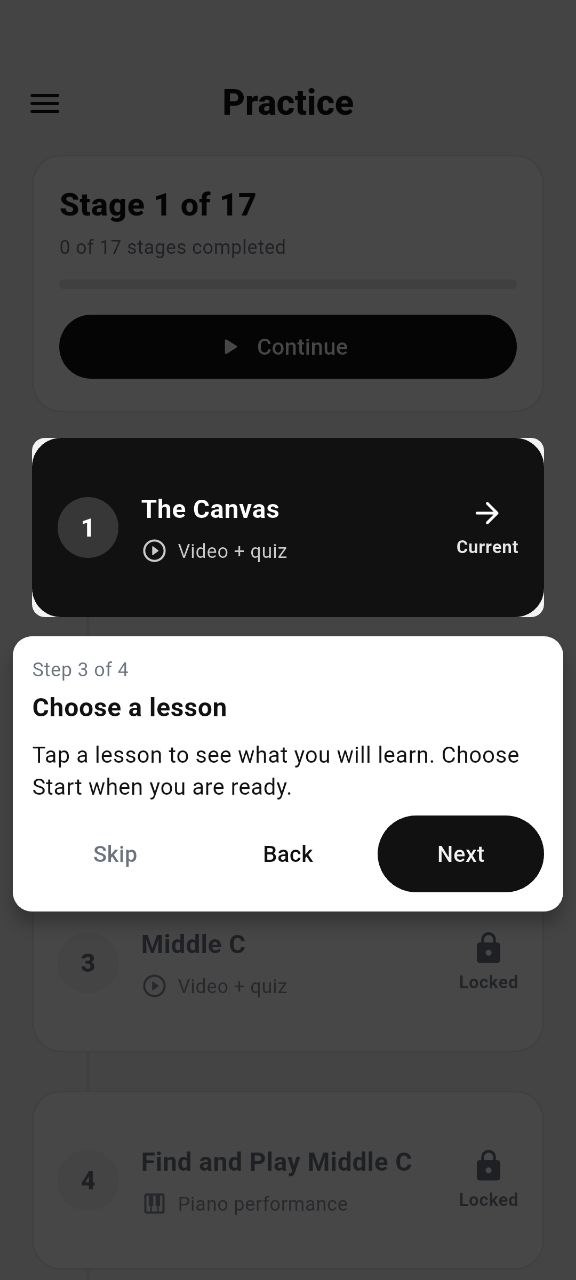 Practice
Stage 1 of 17
0 of 17 stages completed
Continue
1
The Canvas
Video + quiz
Current
Step 3 of 4
Choose a lesson
Tap a lesson to see what you will learn. Choose
Start when you are ready.
Skip
Back
Next
3
Middle C
Video + quiz
Locked
4
Find and Play Middle C
Piano performance
Locked